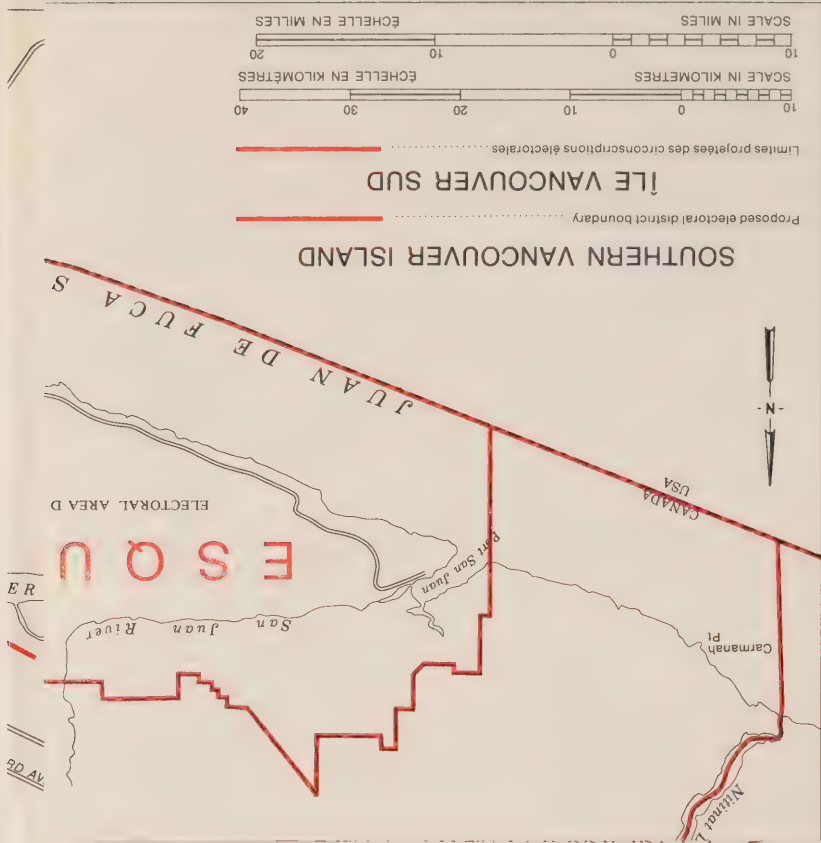 Nitinat L
Carmanah
Pt
San Juan River
Port San Juan
ESQU
ELECTORAL AREA D
CANADA
USA
JUAN DE FUCA S
- N -
SOUTHERN VANCOUVER ISLAND
Proposed electoral district boundary
ÎLE VANCOUVER SUD
Limites projetées des circonscriptions électorales
10 0 10 20 30 40
SCALE IN KILOMETRES ÉCHELLE EN KILOMÈTRES
10 0 10 20
SCALE IN MILES ÉCHELLE EN MILLES
ER
RD AV